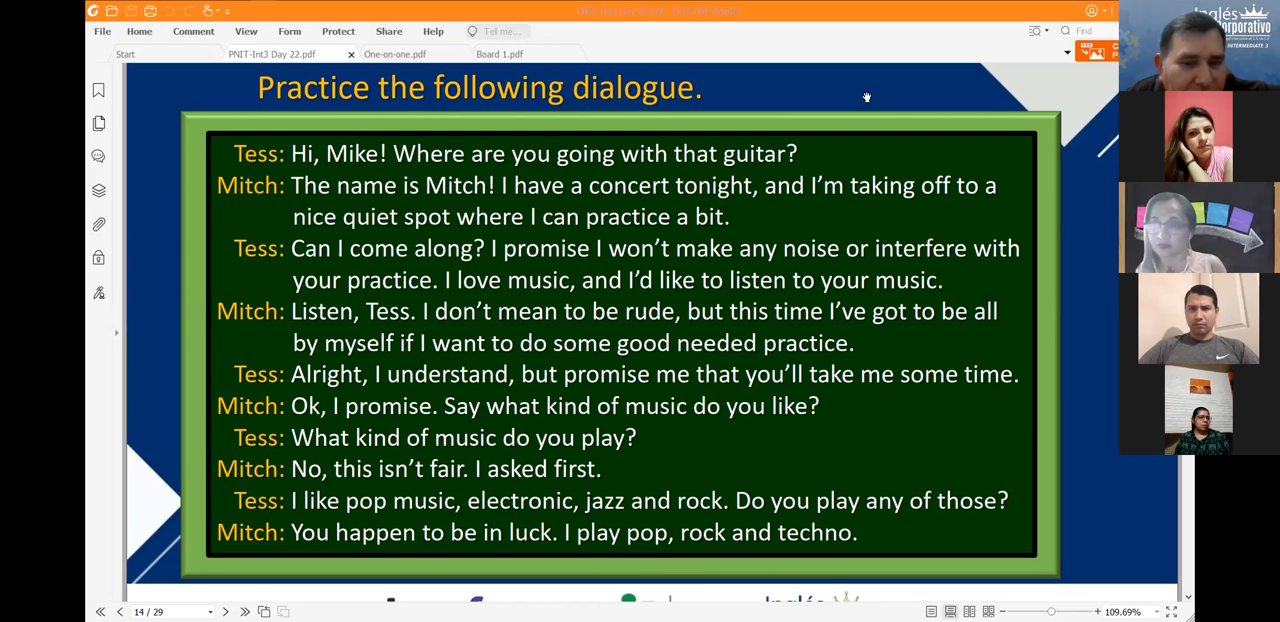 File Home Comment View Form Protect Share Help Tell me... Find
Start PNIT-Int3 Day 22.pdf One-on-one.pdf Board 1.pdf
Inglés
Corporativo
INTERMEDIATE 3
Practice the following dialogue.
Tess: Hi, Mike! Where are you going with that guitar?
Mitch: The name is Mitch! I have a concert tonight, and I’m taking off to a
nice quiet spot where I can practice a bit.
Tess: Can I come along? I promise I won’t make any noise or interfere with
your practice. I love music, and I’d like to listen to your music.
Mitch: Listen, Tess. I don’t mean to be rude, but this time I’ve got to be all
by myself if I want to do some good needed practice.
Tess: Alright, I understand, but promise me that you’ll take me some time.
Mitch: Ok, I promise. Say what kind of music do you like?
Tess: What kind of music do you play?
Mitch: No, this isn’t fair. I asked first.
Tess: I like pop music, electronic, jazz and rock. Do you play any of those?
Mitch: You happen to be in luck. I play pop, rock and techno.
Inglés
14 / 29
109.69%